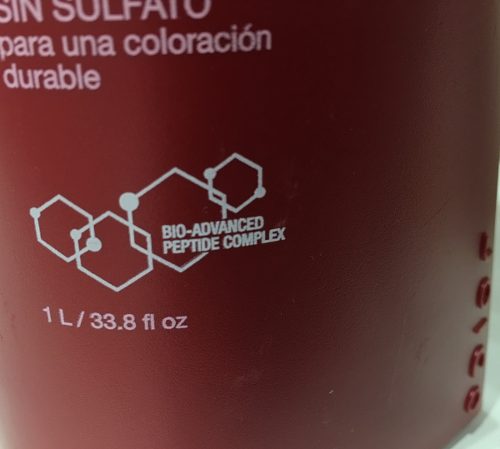 SIN SULFATO
para una coloración
durable
BIO-ADVANCED
PEPTIDE COMPLEX
1 L / 33.8 fl oz